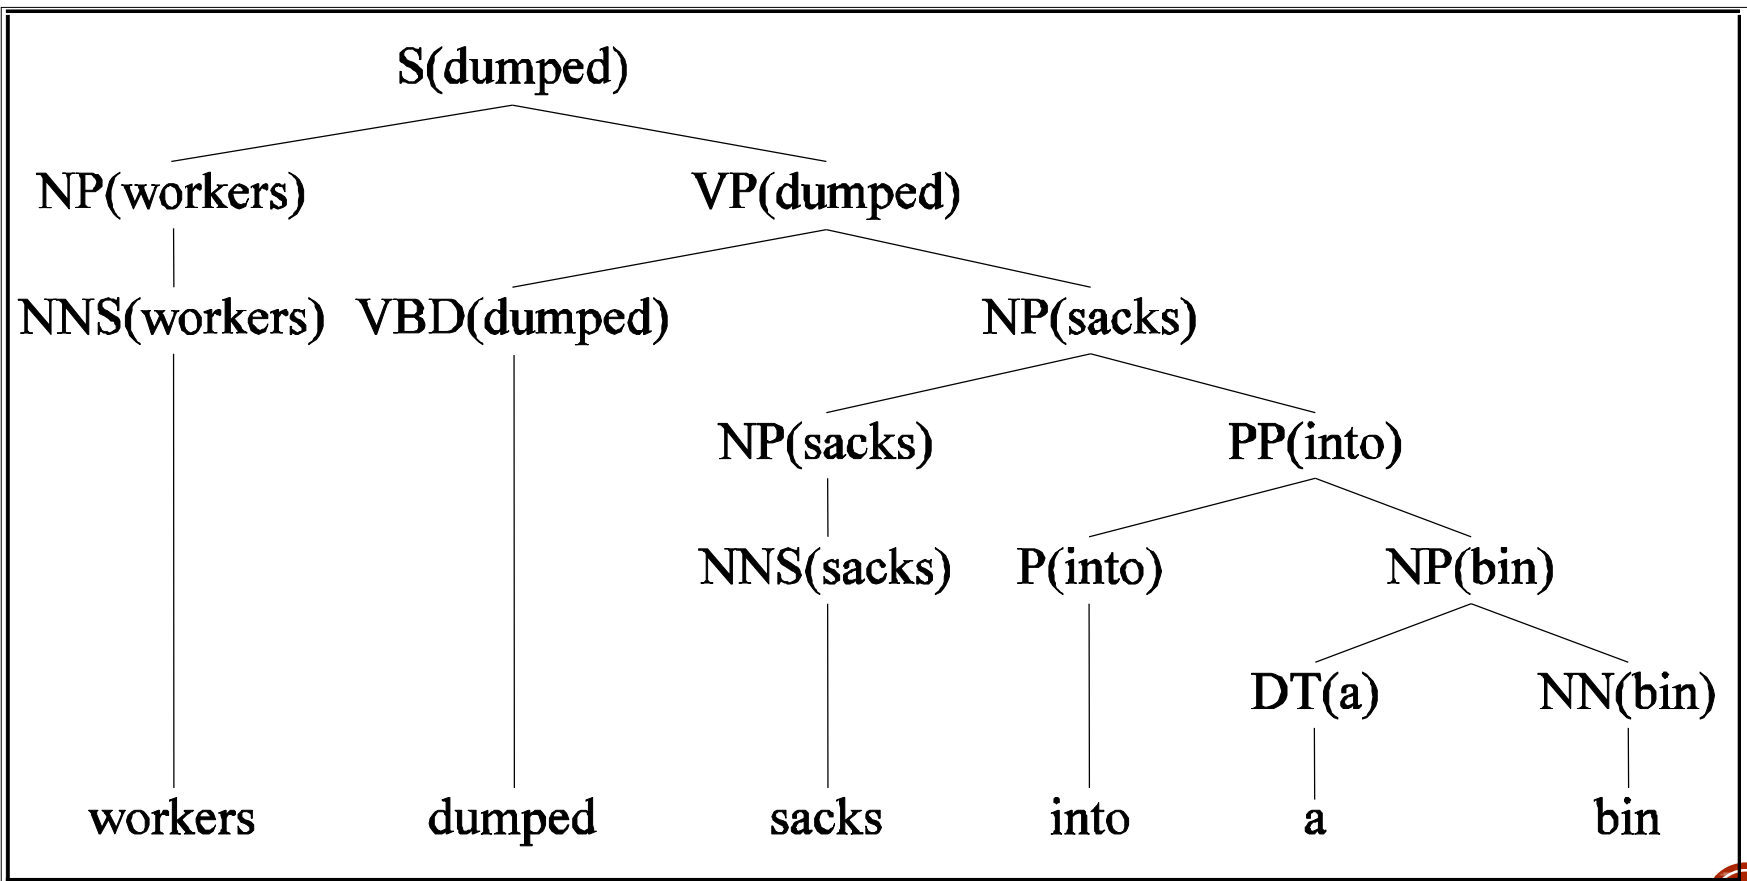 S(dumped)
NP(workers) VP(dumped)
NNS(workers) VBD(dumped) NP(sacks)
NP(sacks) PP(into)
NNS(sacks) P(into) NP(bin)
DT(a) NN(bin)
workers dumped sacks into a bin